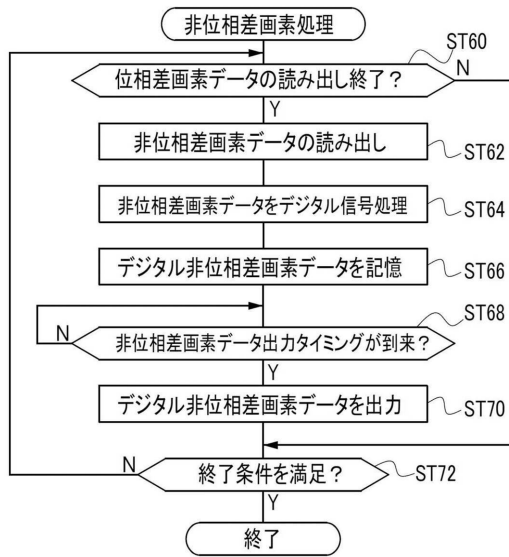 非位相差画素処理
ST60
位相差画素データの読み出し終了?
N
Y
非位相差画素データの読み出し
ST62
非位相差画素データをデジタル信号処理
ST64
デジタル非位相差画素データを記憶
ST66
ST68
N
非位相差画素データ出力タイミングが到来?
Y
デジタル非位相差画素データを出力
ST70
N
終了条件を満足?
ST72
Y
終了